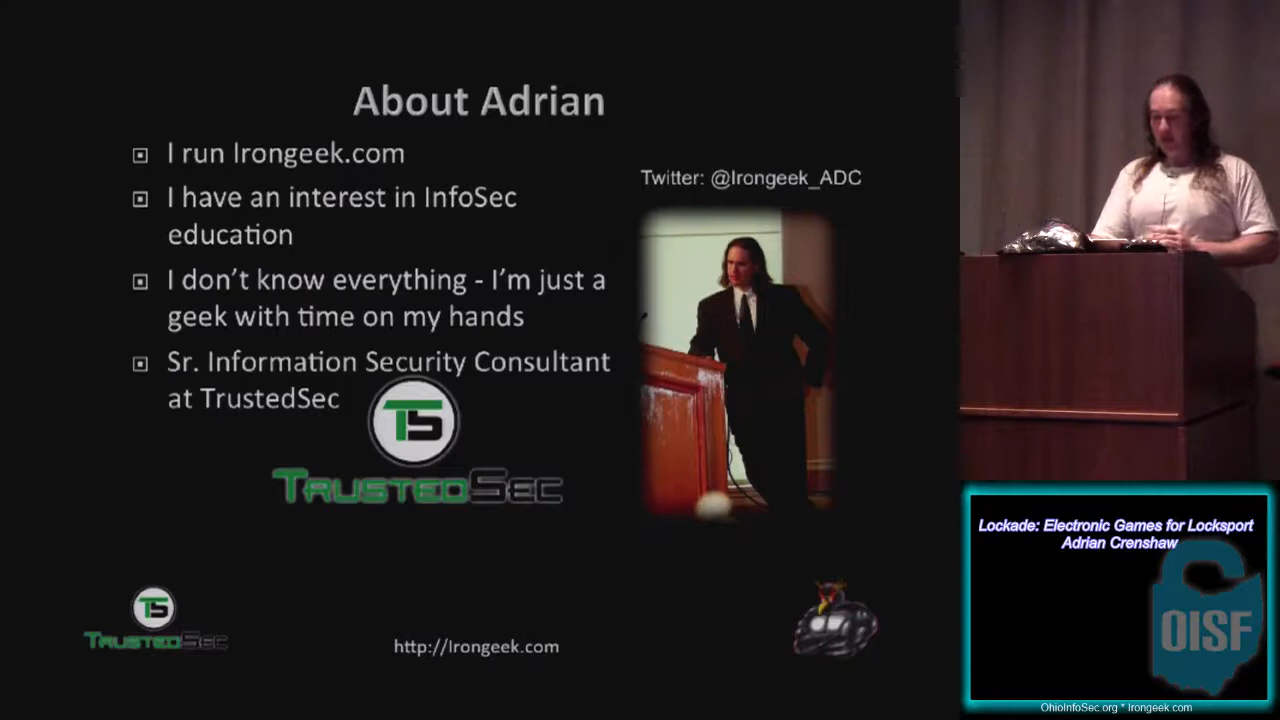 About Adrian
I run Irongeek.com
I have an interest in InfoSec
education
I don't know everything - I'm just a
geek with time on my hands
Sr. Information Security Consultant
at TrustedSec
TS
TRUSTEDSEC
Twitter: @Irongeek_ADC
TS
TRUSTEDSEC
http://Irongeek.com
Lockade: Electronic Games for Locksport
Adrian Crenshaw
OISF
OhioInfoSec.org * Irongeek.com